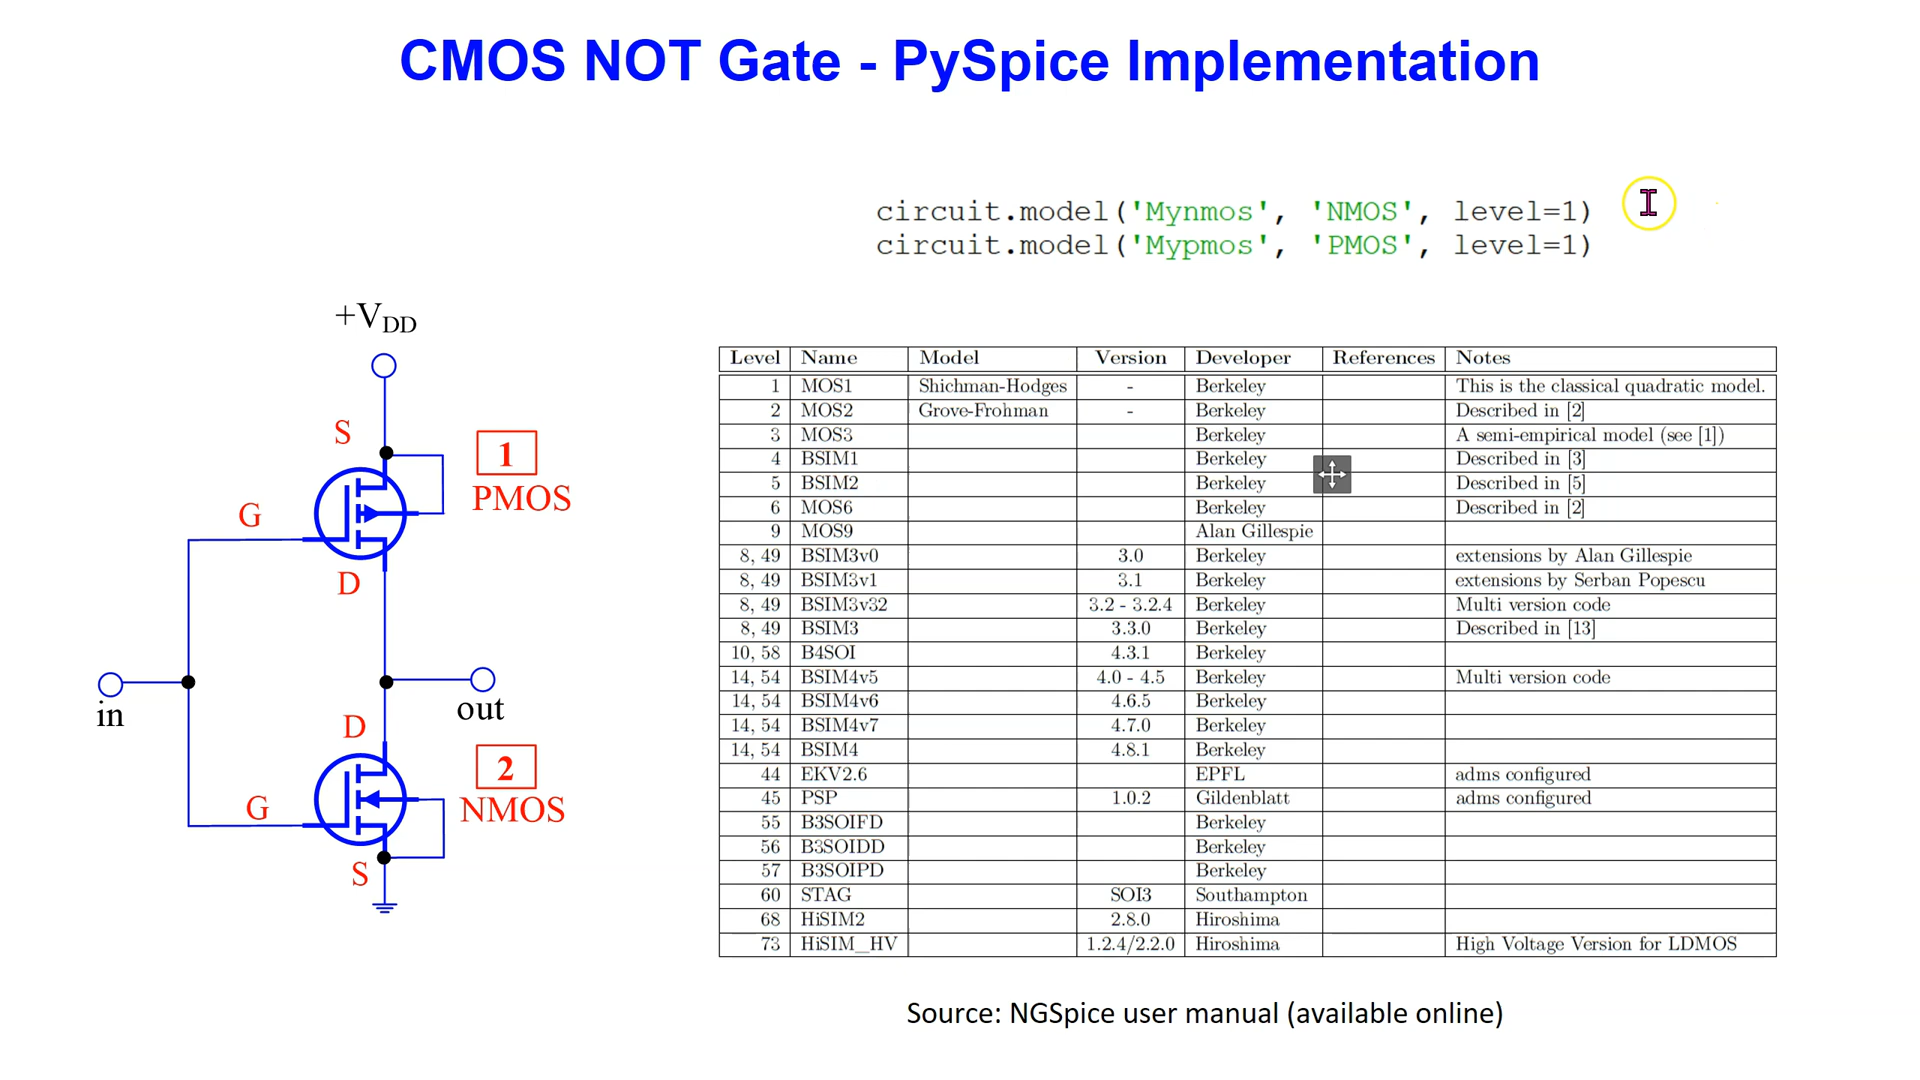 CMOS NOT Gate - PySpice Implementation
circuit.model('Mynmos', 'NMOS', level=1)
circuit.model('Mypmos', 'PMOS', level=1)
+VDD
S
1
PMOS
G
D
in
out
D
2
NMOS
G
S
Level Name Model Version Developer References Notes
1 MOS1 Shichman-Hodges - Berkeley This is the classical quadratic model.
2 MOS2 Grove-Frohman - Berkeley Described in [2]
3 MOS3 Berkeley A semi-empirical model (see [1])
4 BSIM1 Berkeley Described in [3]
5 BSIM2 Berkeley Described in [5]
6 MOS6 Berkeley Described in [2]
9 MOS9 Alan Gillespie
8, 49 BSIM3v0 3.0 Berkeley extensions by Alan Gillespie
8, 49 BSIM3v1 3.1 Berkeley extensions by Serban Popescu
8, 49 BSIM3v32 3.2 - 3.2.4 Berkeley Multi version code
8, 49 BSIM3 3.3.0 Berkeley Described in [13]
10, 58 B4SOI 4.3.1 Berkeley
14, 54 BSIM4v5 4.0 - 4.5 Berkeley Multi version code
14, 54 BSIM4v6 4.6.5 Berkeley
14, 54 BSIM4v7 4.7.0 Berkeley
14, 54 BSIM4 4.8.1 Berkeley
44 EKV2.6 EPFL adms configured
45 PSP 1.0.2 Gildenblatt adms configured
55 B3SOIFD Berkeley
56 B3SOIDD Berkeley
57 B3SOIPD Berkeley
60 STAG SOI3 Southampton
68 HiSIM2 2.8.0 Hiroshima
73 HiSIM_HV 1.2.4/2.2.0 Hiroshima High Voltage Version for LDMOS
Source: NGSpice user manual (available online)